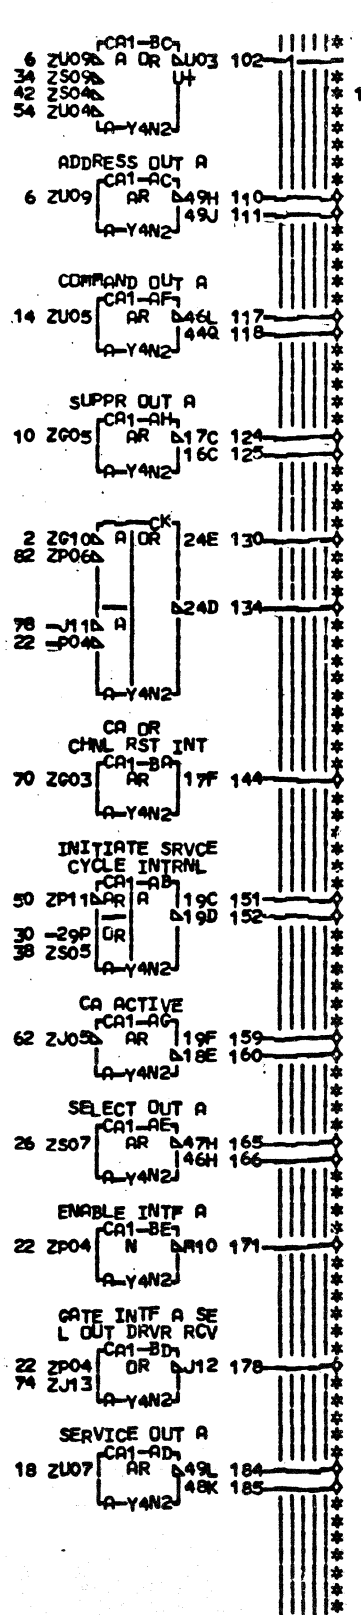 CA1-BC
6 ZU09 A OR U03 102
34 ZS09 U4
42 ZS04
54 ZU04
A-Y4N2
ADDRESS OUT A
CA1-AC
6 ZU09 AR 49H 110
49J 111
A-Y4N2
COMMAND OUT A
CA1-AF
14 ZU05 AR 46L 117
44Q 118
A-Y4N2
SUPPR OUT A
CA1-AH
10 ZG05 AR 17C 124
16C 125
A-Y4N2
CK
2 ZG10 A OR 24E 130
82 ZP06
A 24D 134
78 -J11 A
22 -P04
A-Y4N2
CA OR
CHNL RST INT
CA1-BA
70 ZG03 AR 17F 144
A-Y4N2
INITIATE SRVCE
CYCLE INTRNL
CA1-AB
50 ZP11 AR A 19C 151
19D 152
30 -29P OR
38 ZS05
A-Y4N2
CA ACTIVE
CA1-AG
62 ZJ05 AR 19F 159
18E 160
A-Y4N2
SELECT OUT A
CA1-AE
26 ZS07 AR 47H 165
46H 166
A-Y4N2
ENABLE INTF A
CA1-BE
22 ZP04 N M10 171
A-Y4N2
GATE INTF A SE
L OUT DRVR RCV
CA1-BD
22 ZP04 OR J12 178
74 ZJ13
A-Y4N2
SERVICE OUT A
CA1-AD
18 ZU07 AR 49L 184
48K 185
A-Y4N2